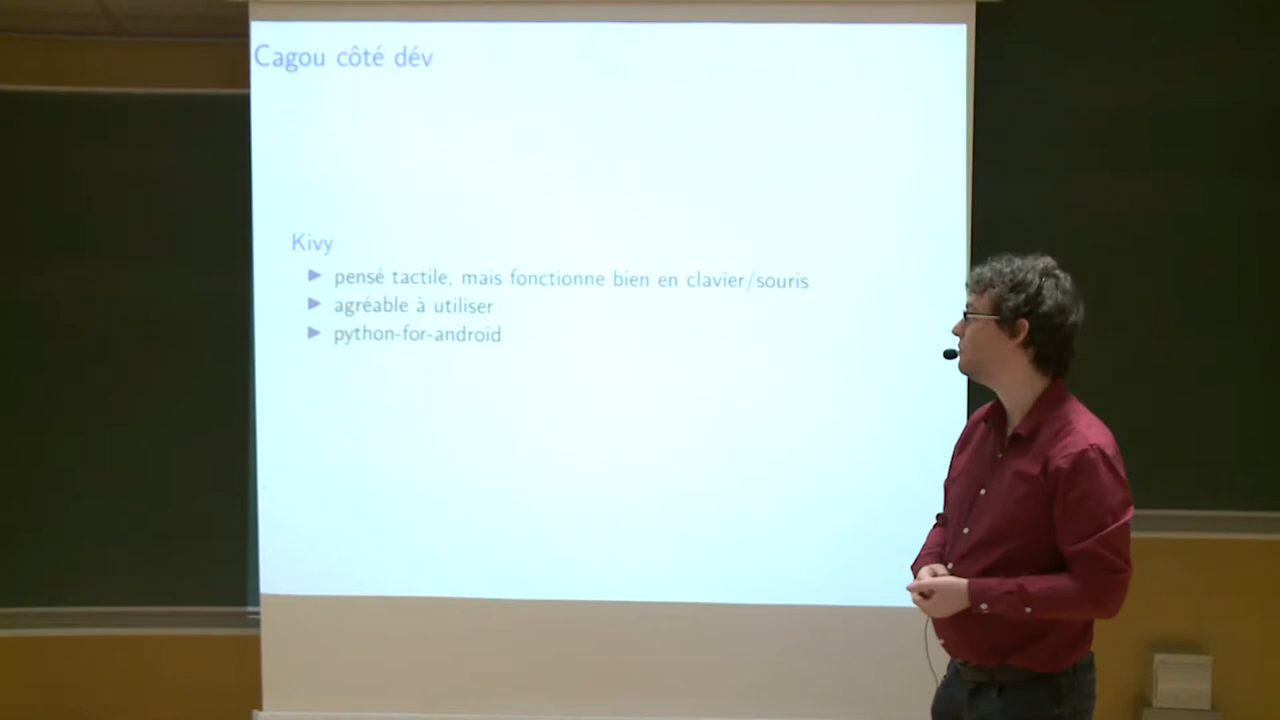 Cagou côté dév
Kivy
pensé tactile, mais fonctionne bien en clavier/souris
agréable à utiliser
python-for-android